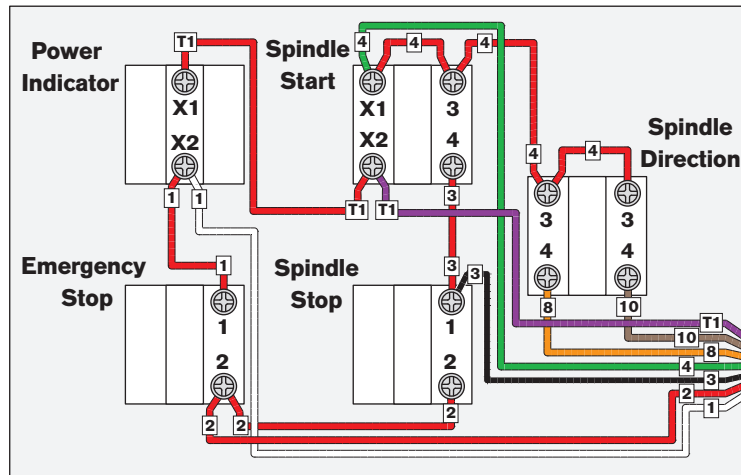 Power
Indicator
T1
X1
X2
1
1
Spindle
Start
4
4
4
X1
X2
3
4
T1
T1
3
Spindle
Direction
4
4
3
4
3
4
8
10
Emergency
Stop
1
1
2
2
2
Spindle
Stop
3
3
1
2
2
T1
10
8
4
3
2
1